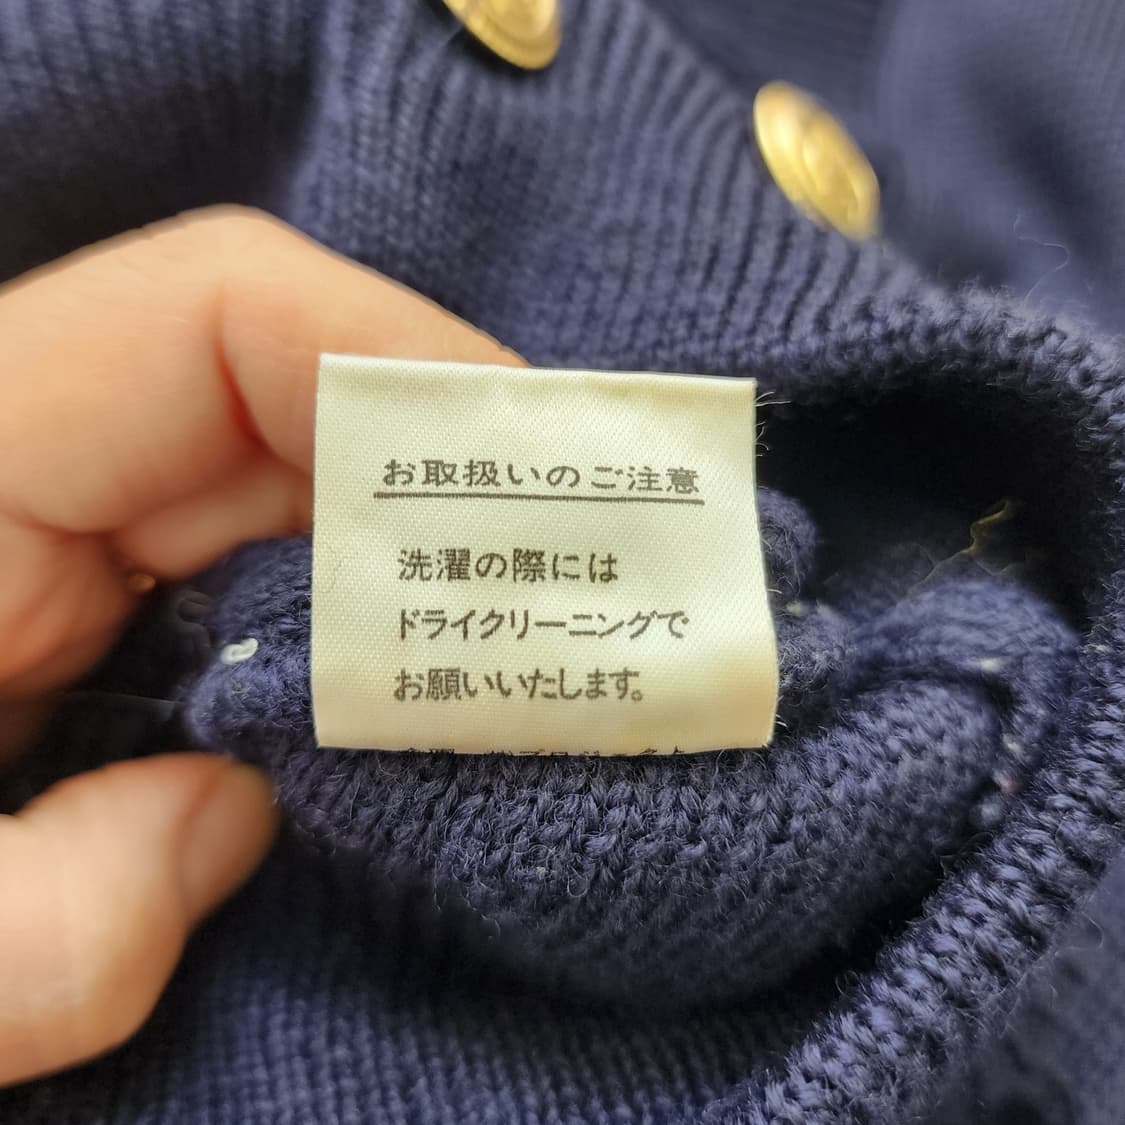 お取扱いのご注意
洗濯の際には
ドライクリーニングで
お願いいたします。